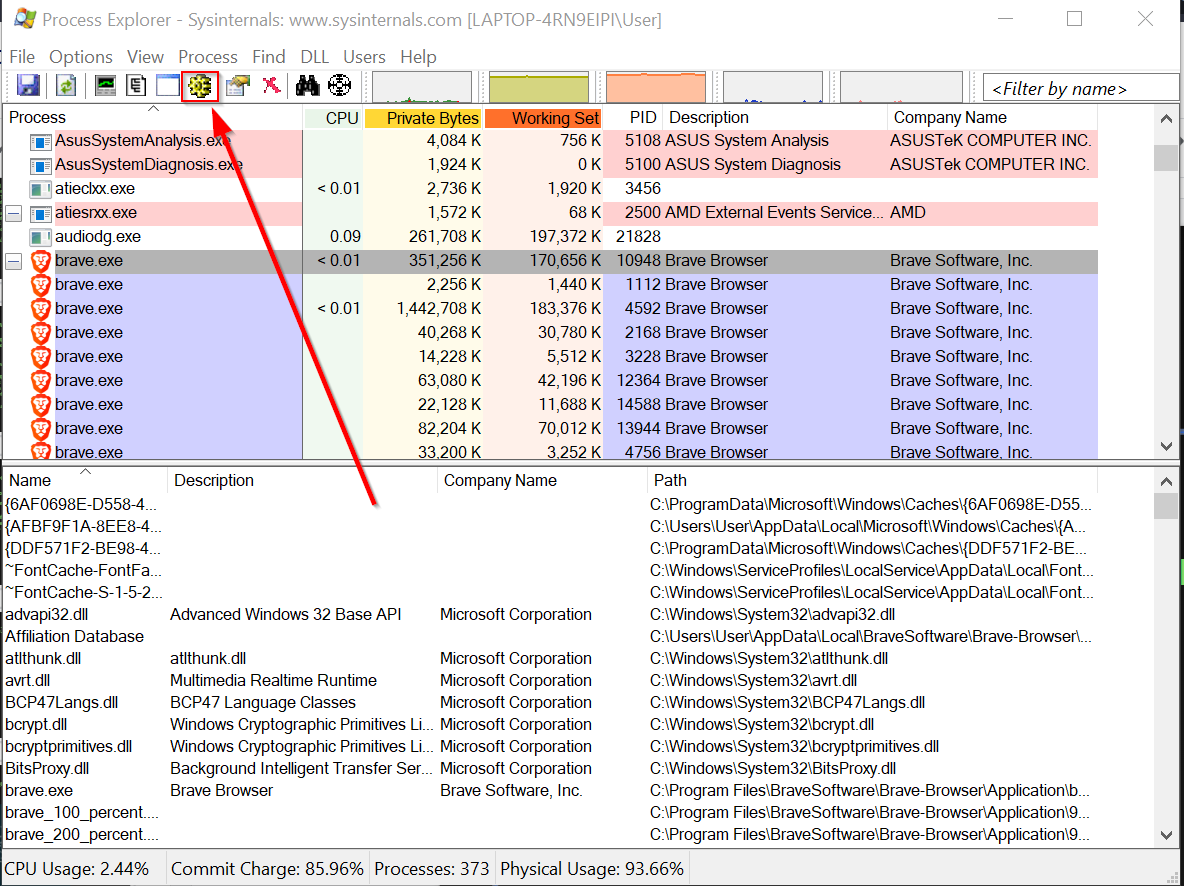 Process Explorer - Sysinternals: www.sysinternals.com [LAPTOP-4RN9EIPI\User]
File Options View Process Find DLL Users Help
<Filter by name>
Process CPU Private Bytes Working Set PID Description Company Name
AsusSystemAnalysis.exe 4,084 K 756 K 5108 ASUS System Analysis ASUSTeK COMPUTER INC.
AsusSystemDiagnosis.exe 1,924 K 0 K 5100 ASUS System Diagnosis ASUSTeK COMPUTER INC.
atieclxx.exe < 0.01 2,736 K 1,920 K 3456
atiesrxx.exe 1,572 K 68 K 2500 AMD External Events Service... AMD
audiodg.exe 0.09 261,708 K 197,372 K 21828
brave.exe < 0.01 351,256 K 170,656 K 10948 Brave Browser Brave Software, Inc.
brave.exe 2,256 K 1,440 K 1112 Brave Browser Brave Software, Inc.
brave.exe < 0.01 1,442,708 K 183,376 K 4592 Brave Browser Brave Software, Inc.
brave.exe 40,268 K 30,780 K 2168 Brave Browser Brave Software, Inc.
brave.exe 14,228 K 5,512 K 3228 Brave Browser Brave Software, Inc.
brave.exe 63,080 K 42,196 K 12364 Brave Browser Brave Software, Inc.
brave.exe 22,128 K 11,688 K 14588 Brave Browser Brave Software, Inc.
brave.exe 82,204 K 70,012 K 13944 Brave Browser Brave Software, Inc.
brave.exe 33,200 K 3,252 K 4756 Brave Browser Brave Software, Inc.
Name Description Company Name Path
{6AF0698E-D558-4... C:\ProgramData\Microsoft\Windows\Caches\{6AF0698E-D55...
{AFBF9F1A-8EE8-4... C:\Users\User\AppData\Local\Microsoft\Windows\Caches\{A...
{DDF571F2-BE98-4... C:\ProgramData\Microsoft\Windows\Caches\{DDF571F2-BE...
~FontCache-FontFa... C:\Windows\ServiceProfiles\LocalService\AppData\Local\Font...
~FontCache-S-1-5-2... C:\Windows\ServiceProfiles\LocalService\AppData\Local\Font...
advapi32.dll Advanced Windows 32 Base API Microsoft Corporation C:\Windows\System32\advapi32.dll
Affiliation Database C:\Users\User\AppData\Local\BraveSoftware\Brave-Browser\...
atlthunk.dll atlthunk.dll Microsoft Corporation C:\Windows\System32\atlthunk.dll
avrt.dll Multimedia Realtime Runtime Microsoft Corporation C:\Windows\System32\avrt.dll
BCP47Langs.dll BCP47 Language Classes Microsoft Corporation C:\Windows\System32\BCP47Langs.dll
bcrypt.dll Windows Cryptographic Primitives Li... Microsoft Corporation C:\Windows\System32\bcrypt.dll
bcryptprimitives.dll Windows Cryptographic Primitives Li... Microsoft Corporation C:\Windows\System32\bcryptprimitives.dll
BitsProxy.dll Background Intelligent Transfer Ser... Microsoft Corporation C:\Windows\System32\BitsProxy.dll
brave.exe Brave Browser Brave Software, Inc. C:\Program Files\BraveSoftware\Brave-Browser\Application\b...
brave_100_percent.... C:\Program Files\BraveSoftware\Brave-Browser\Application\9...
brave_200_percent.... C:\Program Files\BraveSoftware\Brave-Browser\Application\9...
CPU Usage: 2.44% Commit Charge: 85.96% Processes: 373 Physical Usage: 93.66%